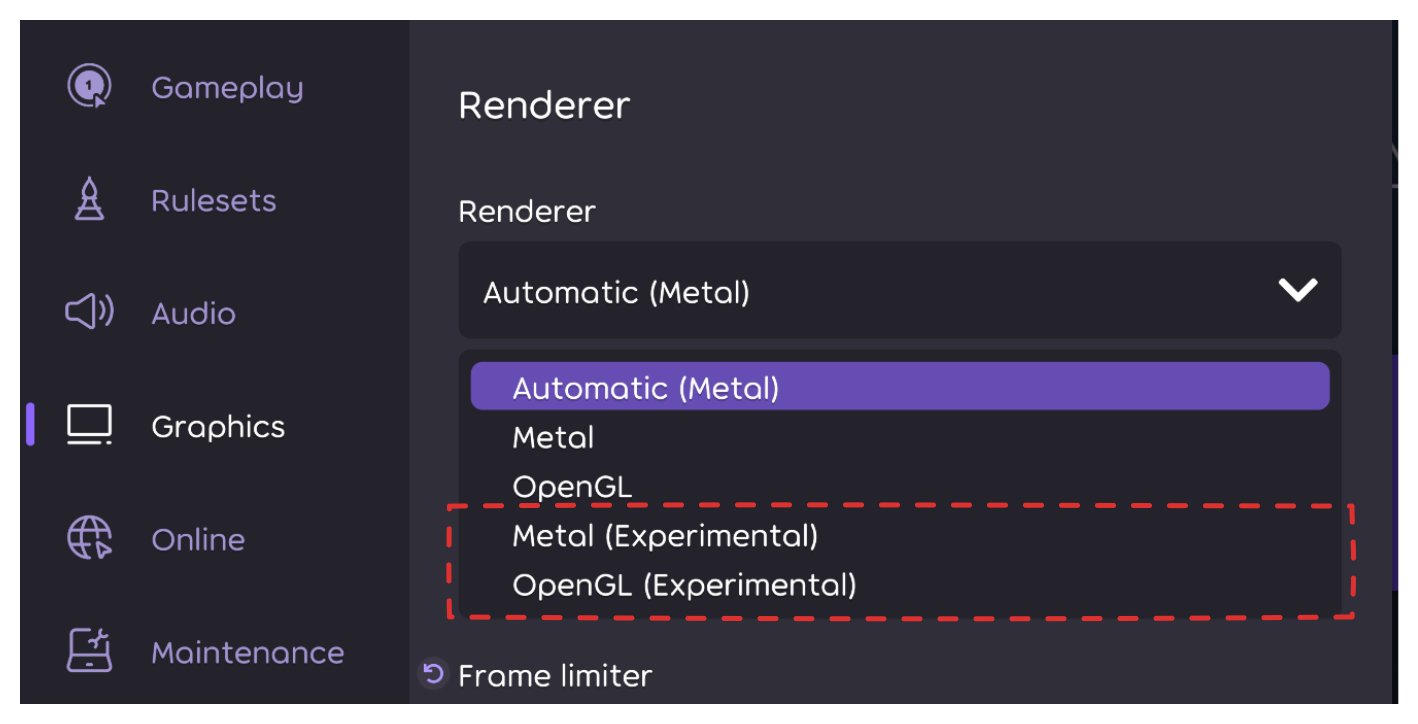 Gameplay
Rulesets
Audio
Graphics
Online
Maintenance
Renderer
Renderer
Automatic (Metal)
Automatic (Metal)
Metal
OpenGL
Metal (Experimental)
OpenGL (Experimental)
Frame limiter